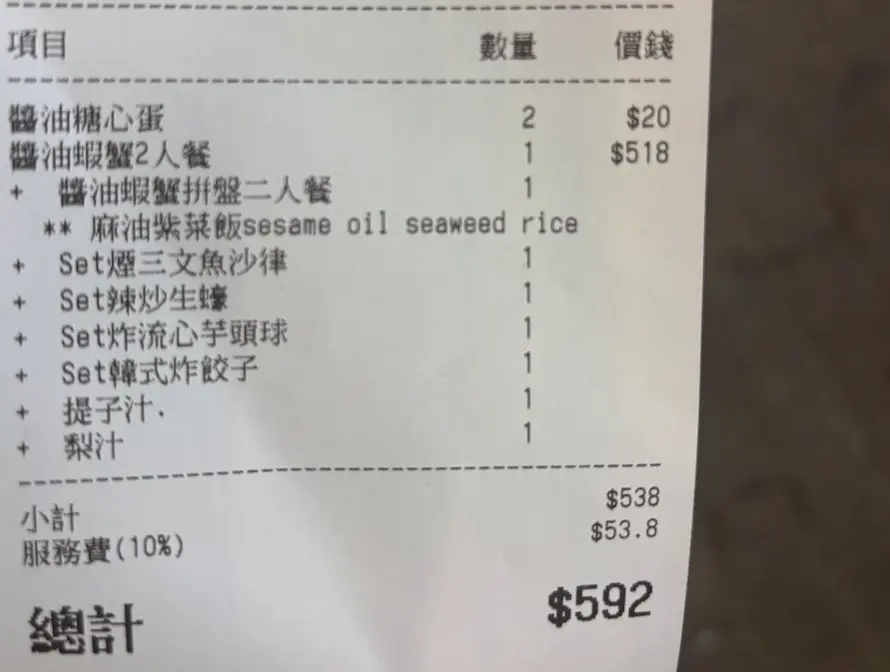 項目 數量 價錢
醬油糖心蛋 2 $20
醬油蝦蟹2人餐 1 $518
+ 醬油蝦蟹拼盤二人餐 1
** 麻油紫菜飯sesame oil seaweed rice
+ Set煙三文魚沙律 1
+ Set辣炒生蠔 1
+ Set炸流心芋頭球 1
+ Set韓式炸餃子 1
+ 提子汁. 1
+ 梨汁 1
小計 $538
服務費(10%) $53.8
總計 $592